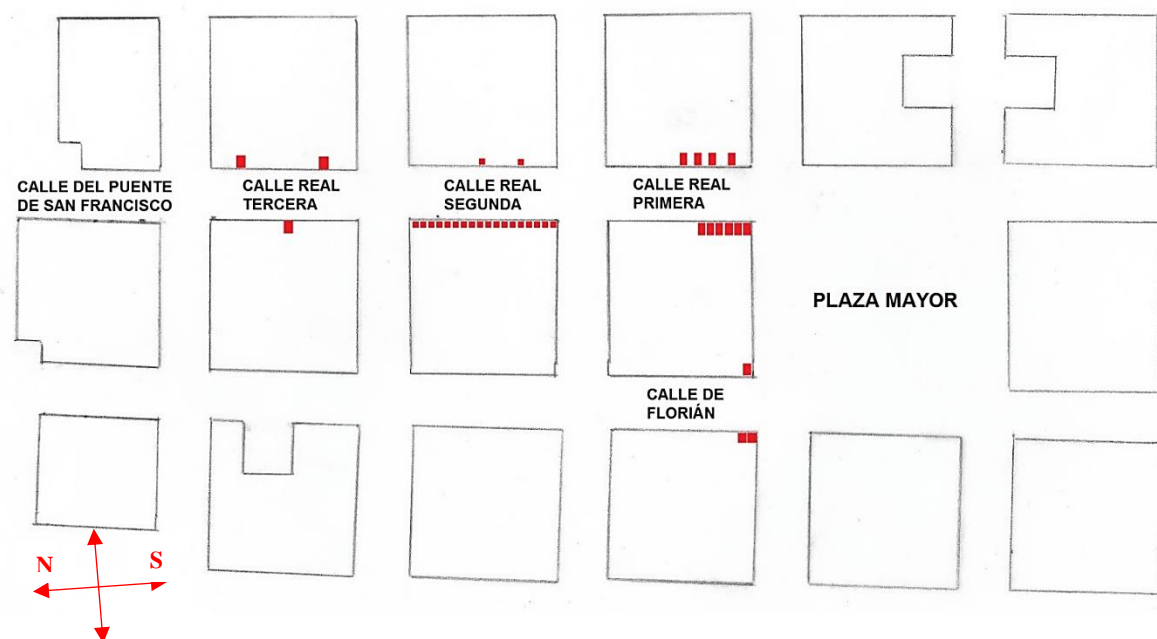 CALLE DEL PUENTE
DE SAN FRANCISCO
CALLE REAL
TERCERA
CALLE REAL
SEGUNDA
CALLE REAL
PRIMERA
PLAZA MAYOR
CALLE DE
FLORIÁN
N
S